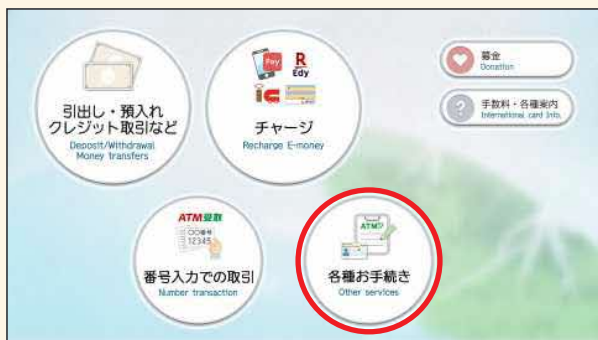 引出し・預入れ
クレジット取引など
Deposit/Withdrawal
Money transfers
Pay
R
Edy
チャージ
Recharge E-money
募金
Donation
手数料・各種案内
International card Info.
ATM受取
○○番号
12345
番号入力での取引
Number transaction
ATM
各種お手続き
Other services